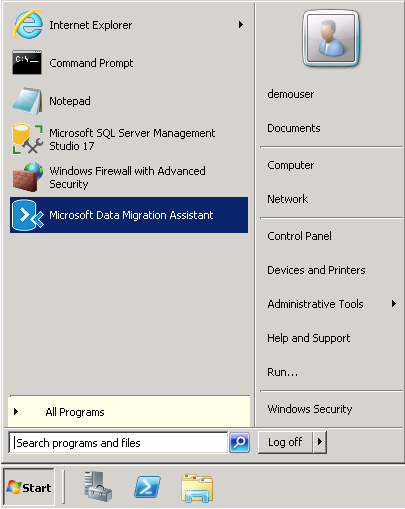 Internet Explorer
C:\_
Command Prompt
Notepad
Microsoft SQL Server Management
Studio 17
Windows Firewall with Advanced
Security
Microsoft Data Migration Assistant
All Programs
Search programs and files
demouser
Documents
Computer
Network
Control Panel
Devices and Printers
Administrative Tools
Help and Support
Run...
Windows Security
Log off
Start